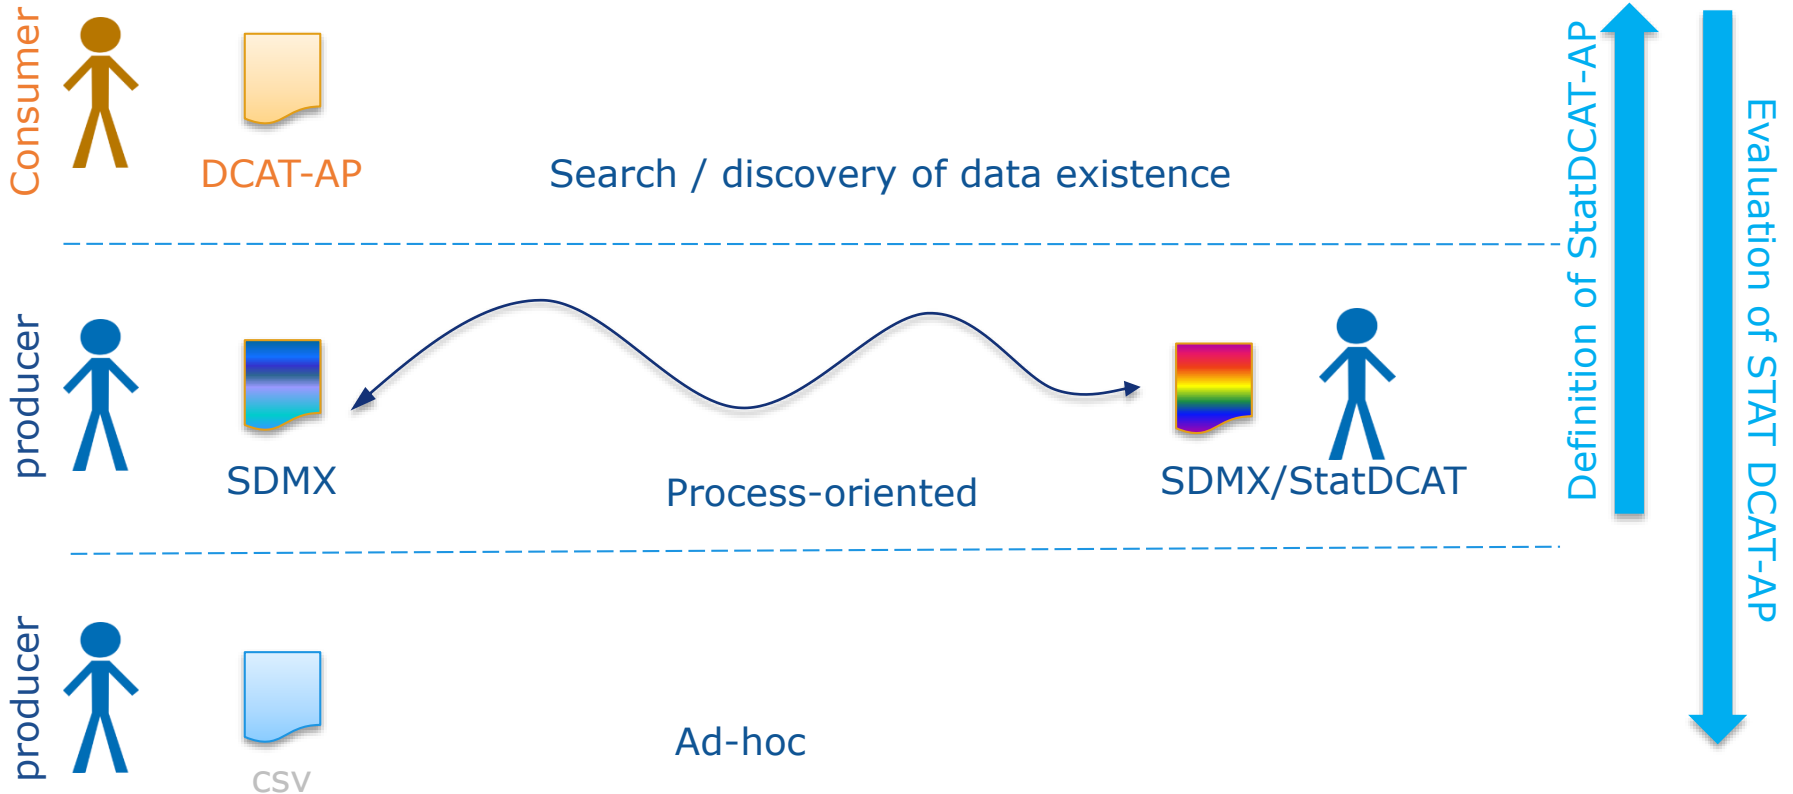 Consumer
DCAT-AP
Search / discovery of data existence
producer
SDMX
Process-oriented
SDMX/StatDCAT
producer
csv
Ad-hoc
Definition of StatDCAT-AP
Evaluation of STAT DCAT-AP